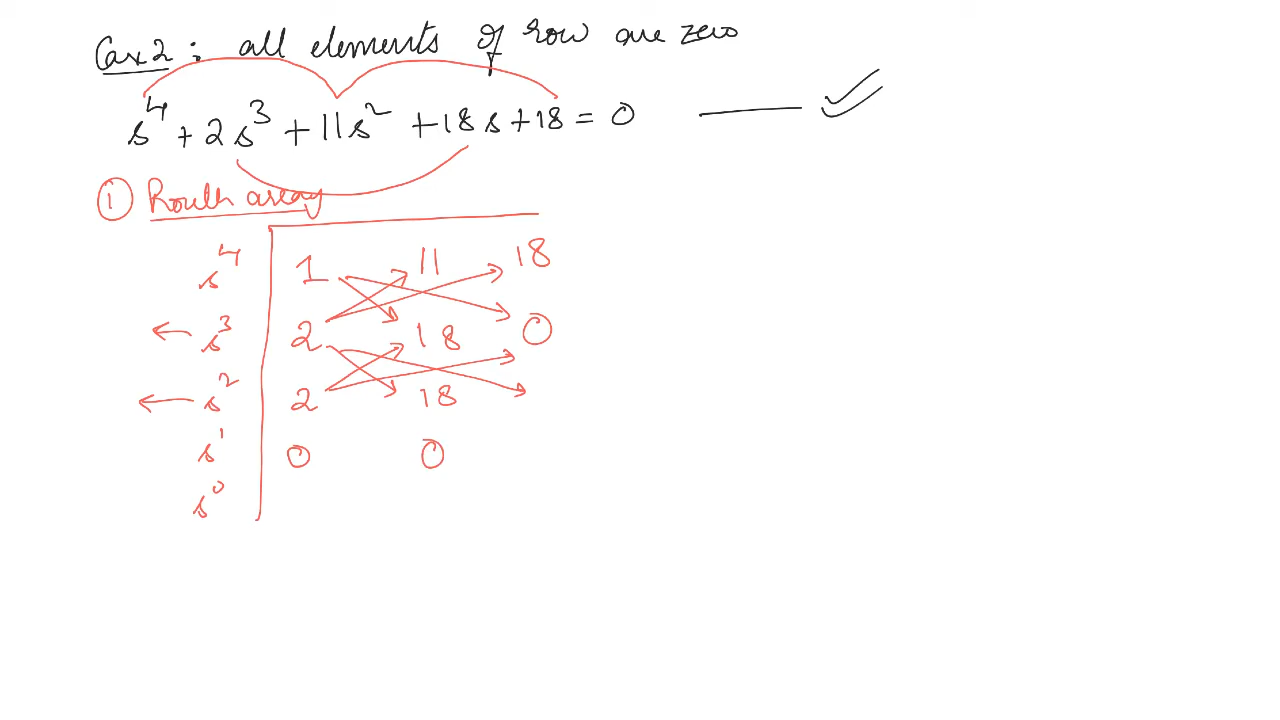 Case 2 : all elements of row are zero
s⁴ + 2s³ + 11s² + 18s + 18 = 0
① Routh array
s⁴ 1 11 18
s³ 2 18 0
s² 2 18
s¹ 0 0
s⁰